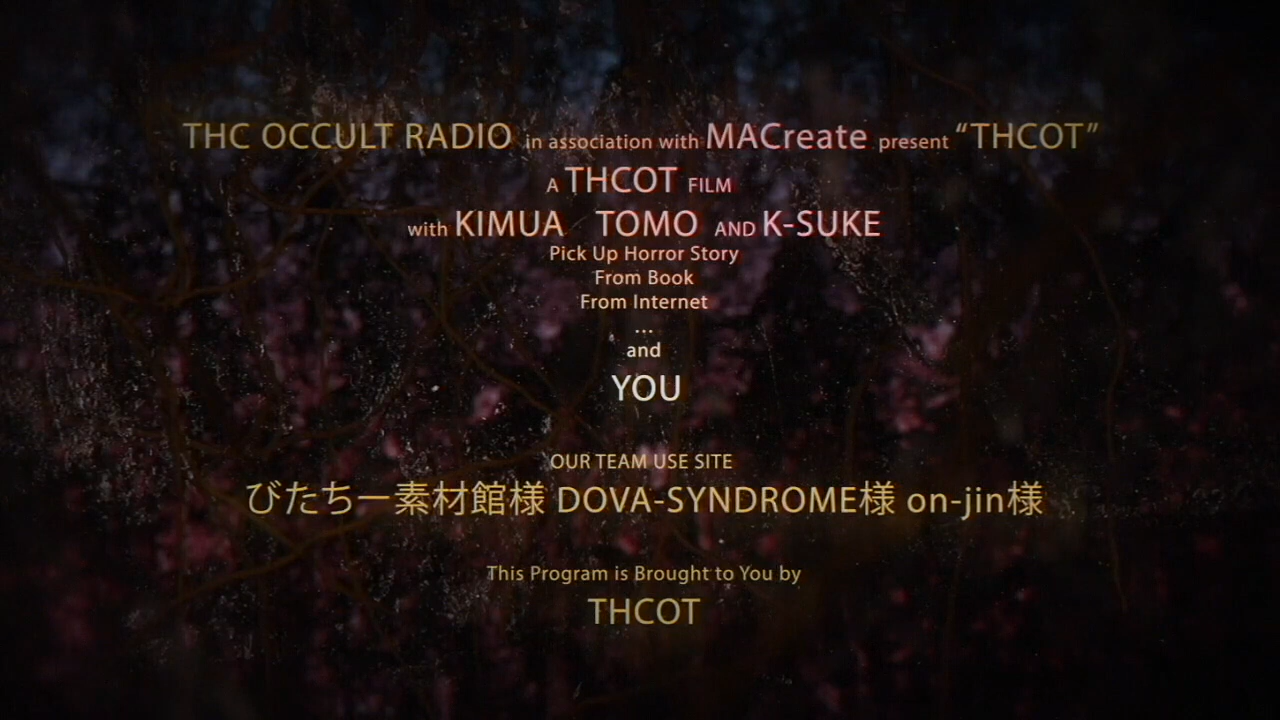 THC OCCULT RADIO in association with MACreate present “THCOT”
A THCOT FILM
with KIMUA TOMO AND K-SUKE
Pick Up Horror Story
From Book
From Internet
...
and
YOU
OUR TEAM USE SITE
びたちー素材館様 DOVA-SYNDROME様 on-jin様
This Program is Brought to You by
THCOT